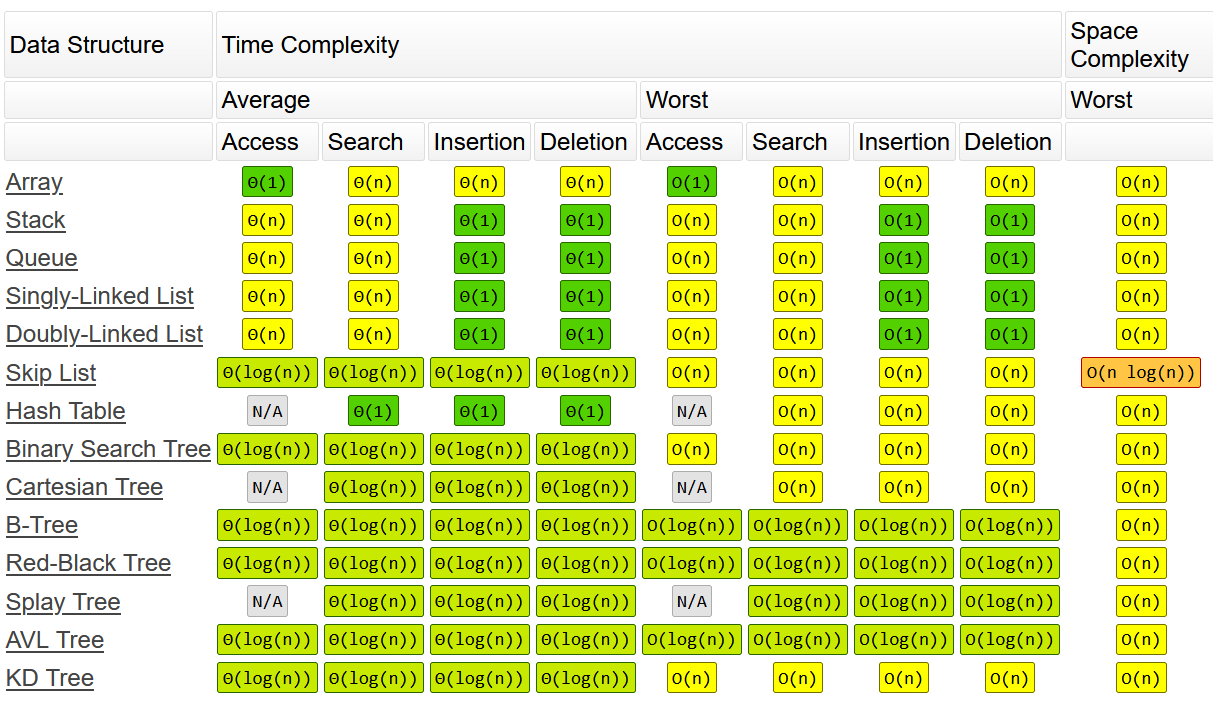 Data Structure Time Complexity Space Complexity
Average Worst Worst
Access Search Insertion Deletion Access Search Insertion Deletion
Array Θ(1) Θ(n) Θ(n) Θ(n) O(1) O(n) O(n) O(n) O(n)
Stack Θ(n) Θ(n) Θ(1) Θ(1) O(n) O(n) O(1) O(1) O(n)
Queue Θ(n) Θ(n) Θ(1) Θ(1) O(n) O(n) O(1) O(1) O(n)
Singly-Linked List Θ(n) Θ(n) Θ(1) Θ(1) O(n) O(n) O(1) O(1) O(n)
Doubly-Linked List Θ(n) Θ(n) Θ(1) Θ(1) O(n) O(n) O(1) O(1) O(n)
Skip List Θ(log(n)) Θ(log(n)) Θ(log(n)) Θ(log(n)) O(n) O(n) O(n) O(n) O(n log(n))
Hash Table N/A Θ(1) Θ(1) Θ(1) N/A O(n) O(n) O(n) O(n)
Binary Search Tree Θ(log(n)) Θ(log(n)) Θ(log(n)) Θ(log(n)) O(n) O(n) O(n) O(n) O(n)
Cartesian Tree N/A Θ(log(n)) Θ(log(n)) Θ(log(n)) N/A O(n) O(n) O(n) O(n)
B-Tree Θ(log(n)) Θ(log(n)) Θ(log(n)) Θ(log(n)) O(log(n)) O(log(n)) O(log(n)) O(log(n)) O(n)
Red-Black Tree Θ(log(n)) Θ(log(n)) Θ(log(n)) Θ(log(n)) O(log(n)) O(log(n)) O(log(n)) O(log(n)) O(n)
Splay Tree N/A Θ(log(n)) Θ(log(n)) Θ(log(n)) N/A O(log(n)) O(log(n)) O(log(n)) O(n)
AVL Tree Θ(log(n)) Θ(log(n)) Θ(log(n)) Θ(log(n)) O(log(n)) O(log(n)) O(log(n)) O(log(n)) O(n)
KD Tree Θ(log(n)) Θ(log(n)) Θ(log(n)) Θ(log(n)) O(n) O(n) O(n) O(n) O(n)